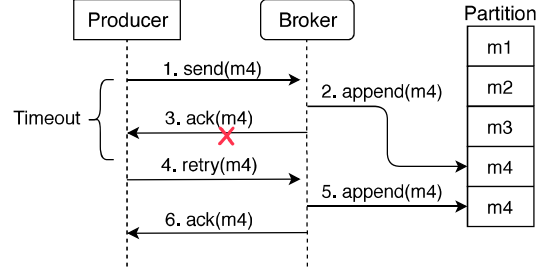 Producer
Broker
Partition
1. send(m4)
2. append(m4)
Timeout
3. ack(m4)
4. retry(m4)
5. append(m4)
6. ack(m4)
m1
m2
m3
m4
m4